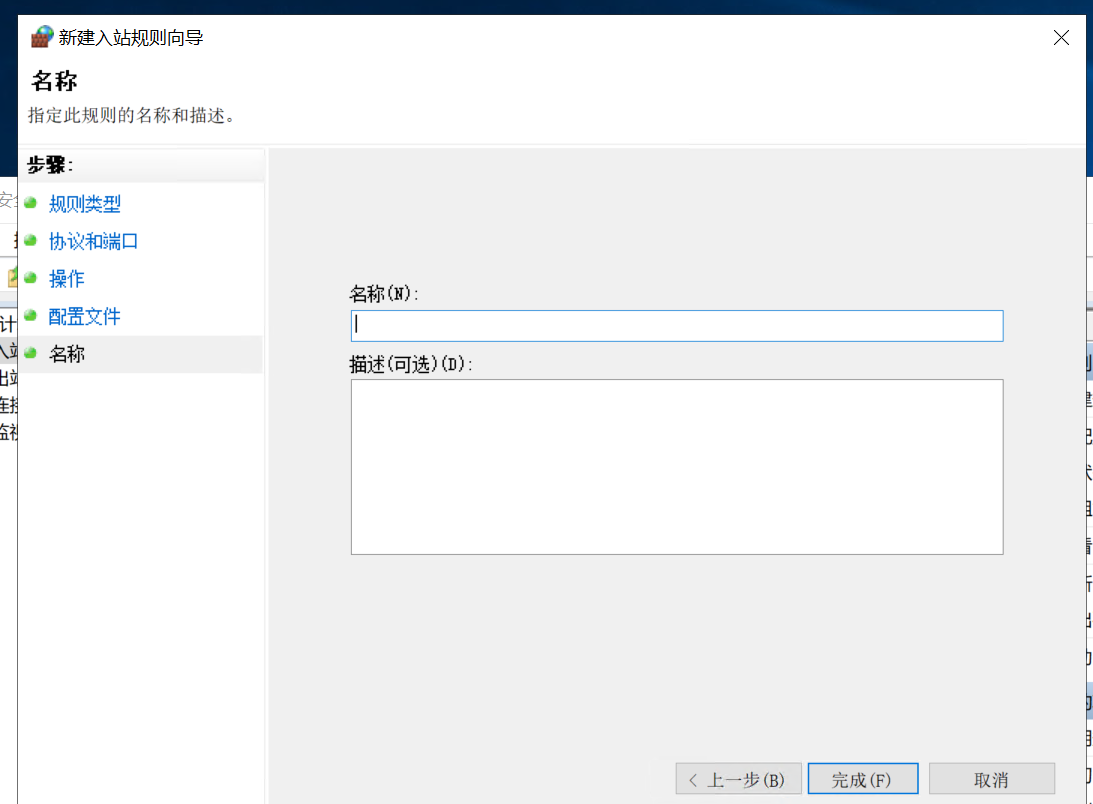 新建入站规则向导
名称
指定此规则的名称和描述。
步骤:
规则类型
协议和端口
操作
配置文件
名称
名称(N):
描述(可选)(D):
< 上一步(B)
完成(F)
取消